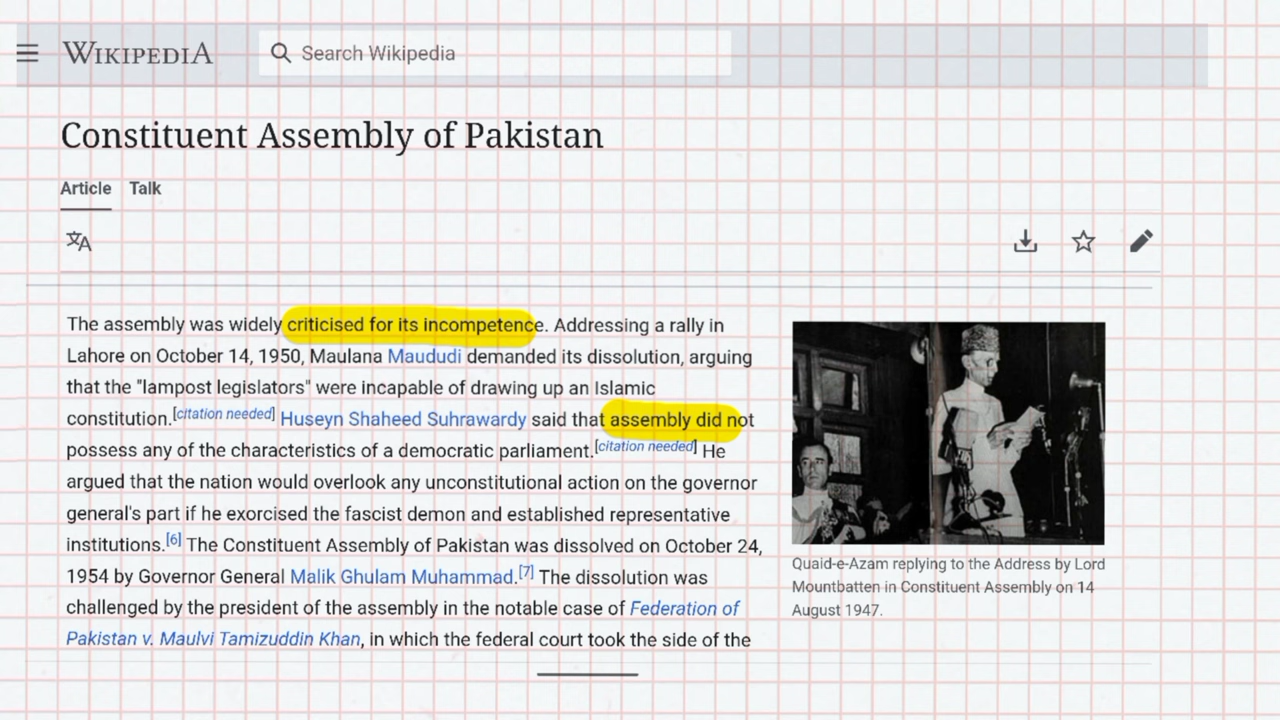 WIKIPEDIA
Search Wikipedia
Constituent Assembly of Pakistan
Article Talk
The assembly was widely criticised for its incompetence. Addressing a rally in
Lahore on October 14, 1950, Maulana Maududi demanded its dissolution, arguing
that the "lampost legislators" were incapable of drawing up an Islamic
constitution.[citation needed] Huseyn Shaheed Suhrawardy said that assembly did not
possess any of the characteristics of a democratic parliament.[citation needed] He
argued that the nation would overlook any unconstitutional action on the governor
general's part if he exorcised the fascist demon and established representative
institutions.[6] The Constituent Assembly of Pakistan was dissolved on October 24,
1954 by Governor General Malik Ghulam Muhammad.[7] The dissolution was
challenged by the president of the assembly in the notable case of Federation of
Pakistan v. Maulvi Tamizuddin Khan, in which the federal court took the side of the
Quaid-e-Azam replying to the Address by Lord
Mountbatten in Constituent Assembly on 14
August 1947.